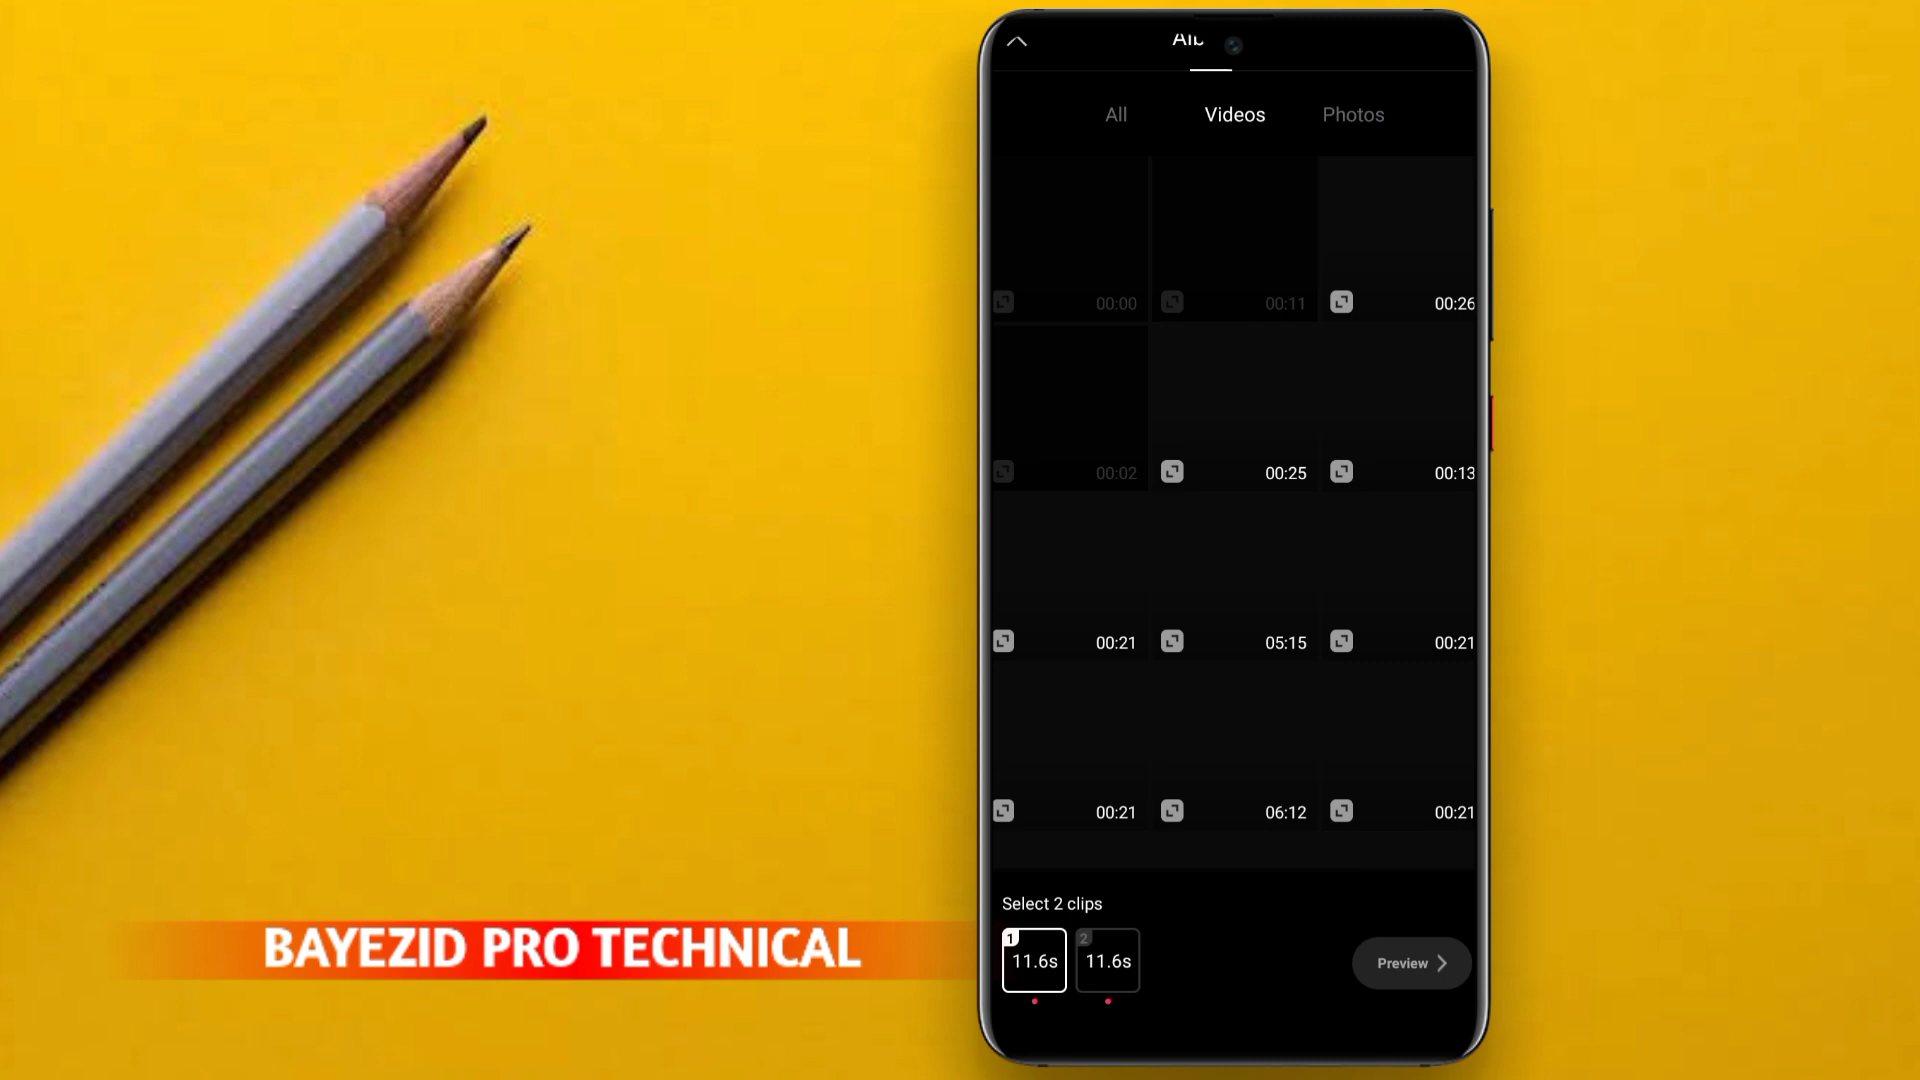 Alb
All Videos Photos
00:00 00:11 00:26
00:02 00:25 00:13
00:21 05:15 00:21
00:21 06:12 00:21
Select 2 clips
1 2
11.6s 11.6s
Preview
BAYEZID PRO TECHNICAL